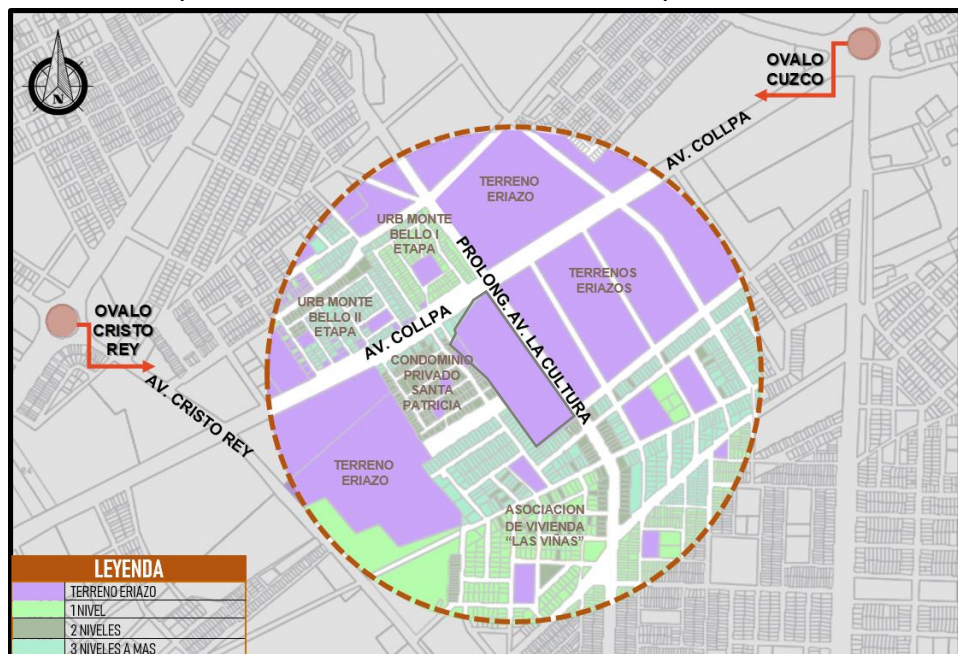 N
OVALO
CUZCO
AV. COLLPA
TERRENO
ERIAZO
URB MONTE
BELLO I
ETAPA
PROLONG. AV. LA CULTURA
TERRENOS
ERIAZOS
URB MONTE
BELLO II
ETAPA
OVALO
CRISTO
REY
AV. COLLPA
CONDOMINIO
PRIVADO
SANTA
PATRICIA
AV. CRISTO REY
TERRENO
ERIAZO
ASOCIACION
DE VIVIENDA
“LAS VIÑAS”
LEYENDA
TERRENO ERIAZO
1 NIVEL
2 NIVELES
3 NIVELES A MAS